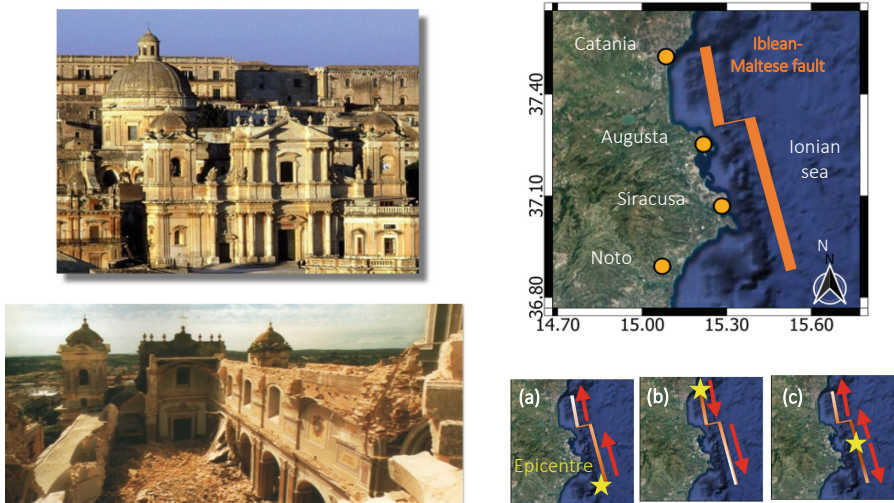 Catania
Iblean-
Maltese fault
Augusta
Ionian
sea
Siracusa
Noto
N
N
37.40
37.10
36.80
14.70
15.00
15.30
15.60
(a)
(b)
(c)
Epicentre